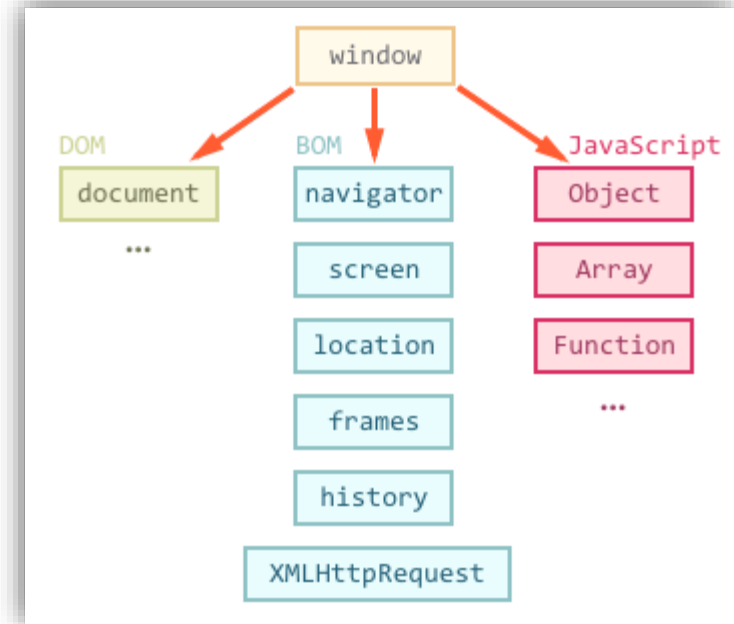 window
DOM
BOM
JavaScript
document
navigator
Object
...
screen
Array
location
Function
frames
...
history
XMLHttpRequest